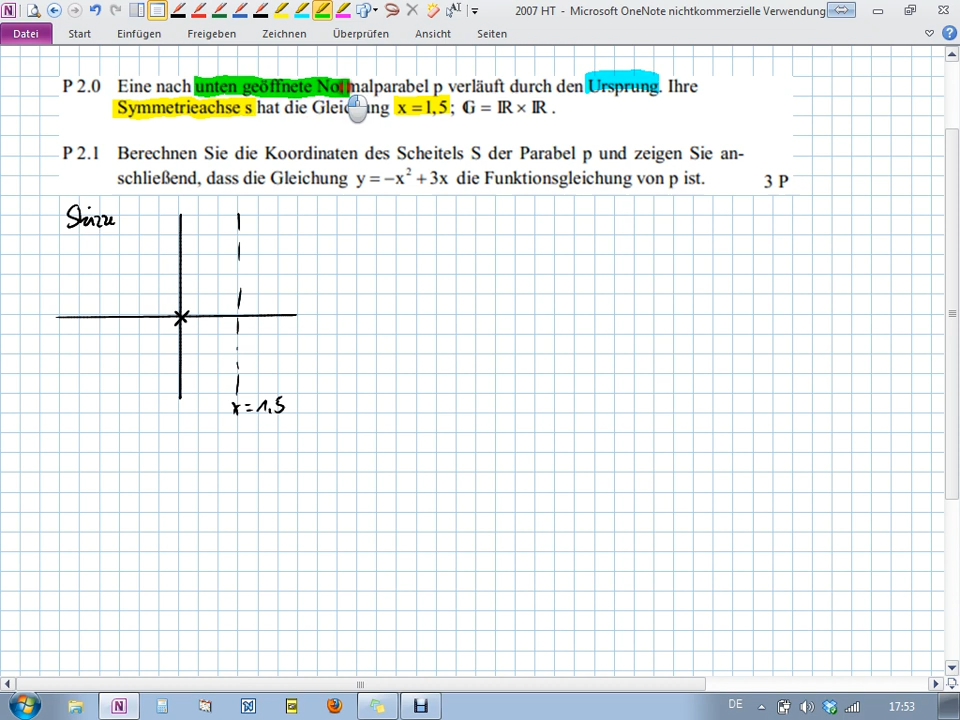 2007 HT - Microsoft OneNote nichtkommerzielle Verwendung
Datei Start Einfügen Freigeben Zeichnen Überprüfen Ansicht Seiten
P 2.0 Eine nach unten geöffnete Normalparabel p verläuft durch den Ursprung. Ihre
Symmetrieachse s hat die Gleichung x = 1,5; G = ℝ × ℝ .
P 2.1 Berechnen Sie die Koordinaten des Scheitels S der Parabel p und zeigen Sie an-
schließend, dass die Gleichung y = −x² + 3x die Funktionsgleichung von p ist. 3 P
Skizze
x = 1,5
DE 17:53